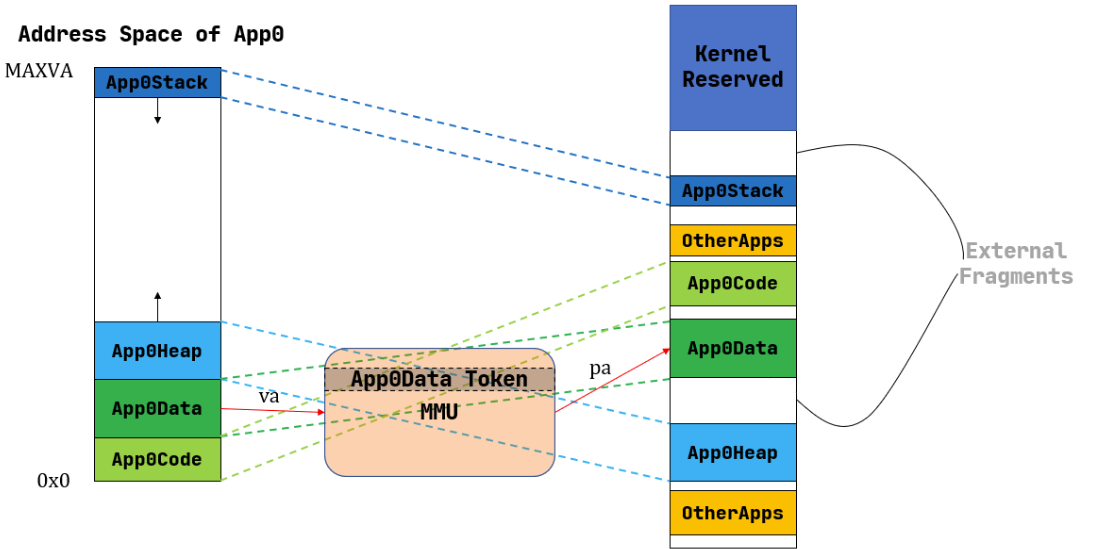 Address Space of App0
MAXVA
App0Stack
App0Heap
App0Data
App0Code
0x0
va
App0Data Token
MMU
pa
Kernel
Reserved
App0Stack
OtherApps
App0Code
App0Data
App0Heap
OtherApps
External
Fragments